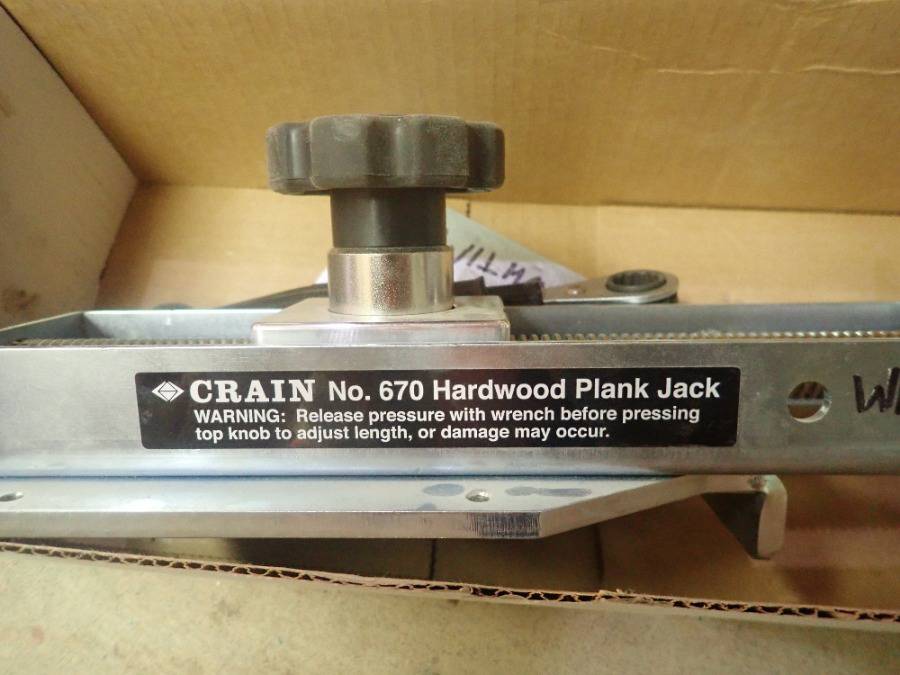 CRAIN No. 670 Hardwood Plank Jack
WARNING: Release pressure with wrench before pressing
top knob to adjust length, or damage may occur.